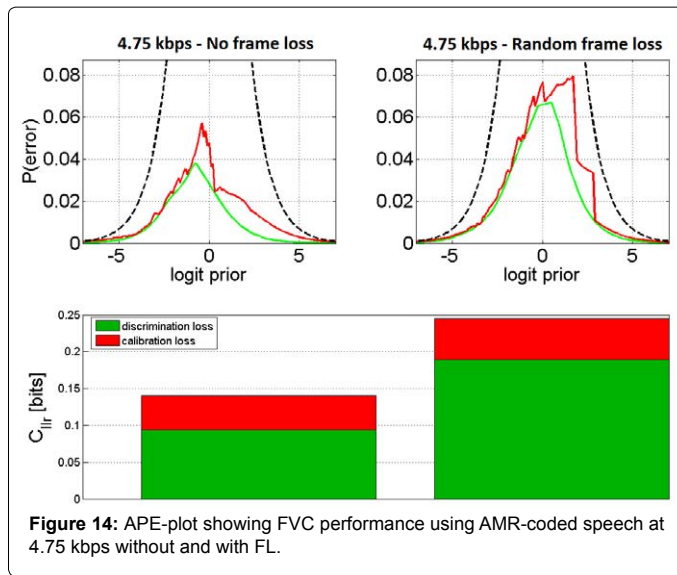 4.75 kbps - No frame loss
4.75 kbps - Random frame loss
0.08
0.06
0.04
0.02
0
P(error)
-5
0
5
logit prior
0.08
0.06
0.04
0.02
0
-5
0
5
logit prior
0.25
0.2
0.15
0.1
0.05
0
C_llr [bits]
discrimination loss
calibration loss
Figure 14: APE-plot showing FVC performance using AMR-coded speech at
4.75 kbps without and with FL.